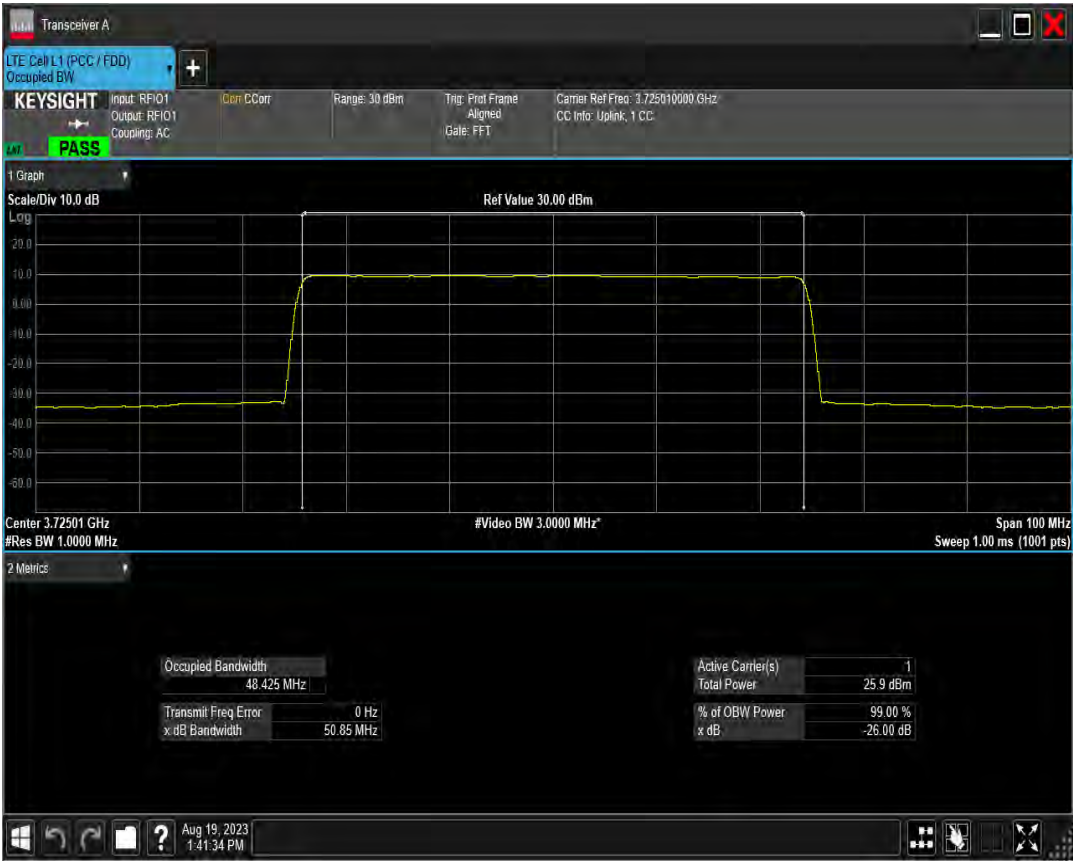 Transceiver A
LTE Cell L1 (PCC / FDD)
Occupied BW
+
KEYSIGHT
Input: RFIO1
Output: RFIO1
Coupling: AC
Corr CCorr
Range: 30 dBm
Trig: Prot Frame
Aligned
Gate: FFT
Carrier Ref Freq: 3.725010000 GHz
CC Info: Uplink, 1 CC
PASS
1 Graph
Scale/Div 10.0 dB
Ref Value 30.00 dBm
Log
20.0
10.0
0.00
-10.0
-20.0
-30.0
-40.0
-50.0
-60.0
Center 3.72501 GHz
#Video BW 3.0000 MHz*
Span 100 MHz
#Res BW 1.0000 MHz
Sweep 1.00 ms (1001 pts)
2 Metrics
Occupied Bandwidth
48.425 MHz
Transmit Freq Error 0 Hz
x dB Bandwidth 50.85 MHz
Active Carrier(s) 1
Total Power 25.9 dBm
% of OBW Power 99.00 %
x dB -26.00 dB
?
Aug 19, 2023
1:41:34 PM